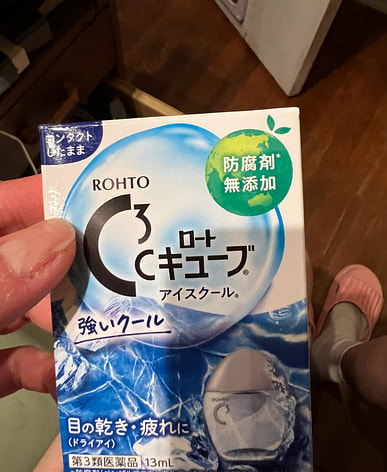 コンタクト
したまま
防腐剤*
無添加
ROHTO
C³
ロート
Cキューブ®
アイスクール®
強いクール
ROHTO
C³
目の乾き・疲れに
(ドライアイ)
第3類医薬品 13mL